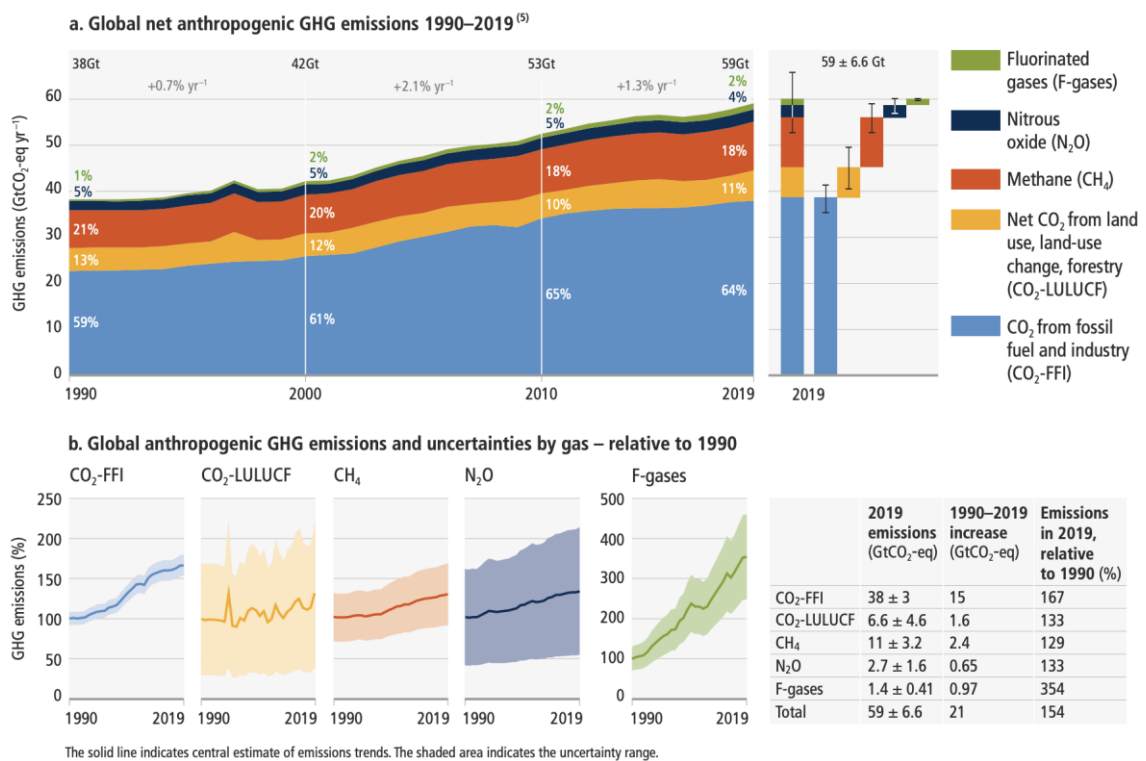 a. Global net anthropogenic GHG emissions 1990–2019 (5)
38Gt
42Gt
53Gt
59Gt
+0.7% yr⁻¹
+2.1% yr⁻¹
+1.3% yr⁻¹
GHG emissions (GtCO₂-eq yr⁻¹)
60
50
40
30
20
10
0
1%
5%
21%
13%
59%
2%
5%
20%
12%
61%
2%
5%
18%
10%
65%
2%
4%
18%
11%
64%
1990
2000
2010
2019
59 ± 6.6 Gt
2019
Fluorinated
gases (F-gases)
Nitrous
oxide (N₂O)
Methane (CH₄)
Net CO₂ from land
use, land-use
change, forestry
(CO₂-LULUCF)
CO₂ from fossil
fuel and industry
(CO₂-FFI)
b. Global anthropogenic GHG emissions and uncertainties by gas – relative to 1990
CO₂-FFI
CO₂-LULUCF
CH₄
N₂O
F-gases
GHG emissions (%)
250
200
150
100
50
0
500
400
300
200
100
0
1990 2019
1990 2019
1990 2019
1990 2019
1990 2019
2019 emissions (GtCO₂-eq) 1990–2019 increase (GtCO₂-eq) Emissions in 2019, relative to 1990 (%)
CO₂-FFI 38 ± 3 15 167
CO₂-LULUCF 6.6 ± 4.6 1.6 133
CH₄ 11 ± 3.2 2.4 129
N₂O 2.7 ± 1.6 0.65 133
F-gases 1.4 ± 0.41 0.97 354
Total 59 ± 6.6 21 154
The solid line indicates central estimate of emissions trends. The shaded area indicates the uncertainty range.